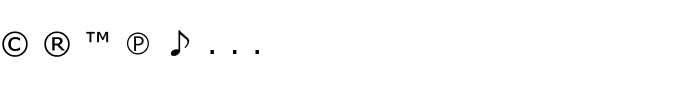 © ® ™ ℗ ♪ . . .